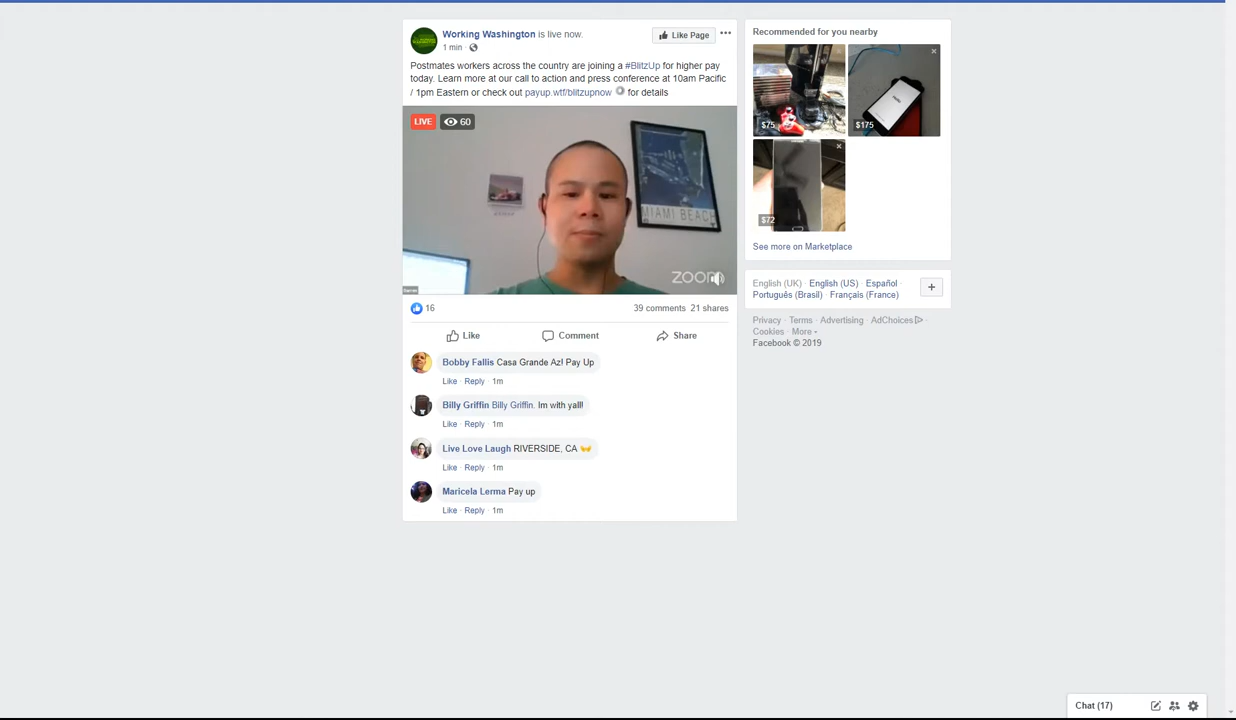 Working Washington is live now.
1 min ·
Like Page
Postmates workers across the country are joining a #BlitzUp for higher pay
today. Learn more at our call to action and press conference at 10am Pacific
/ 1pm Eastern or check out payup.wtf/blitzupnow for details
LIVE 60
MIAMI BEACH
zoom
16
39 comments 21 shares
Like Comment Share
Bobby Fallis Casa Grande Az! Pay Up
Like · Reply · 1m
Billy Griffin Billy Griffin. Im with yall!
Like · Reply · 1m
Live Love Laugh RIVERSIDE, CA
Like · Reply · 1m
Maricela Lerma Pay up
Like · Reply · 1m
Recommended for you nearby
$75
$175
$72
See more on Marketplace
English (UK) · English (US) · Español ·
Português (Brasil) · Français (France)
Privacy · Terms · Advertising · AdChoices ·
Cookies · More
Facebook © 2019
Chat (17)